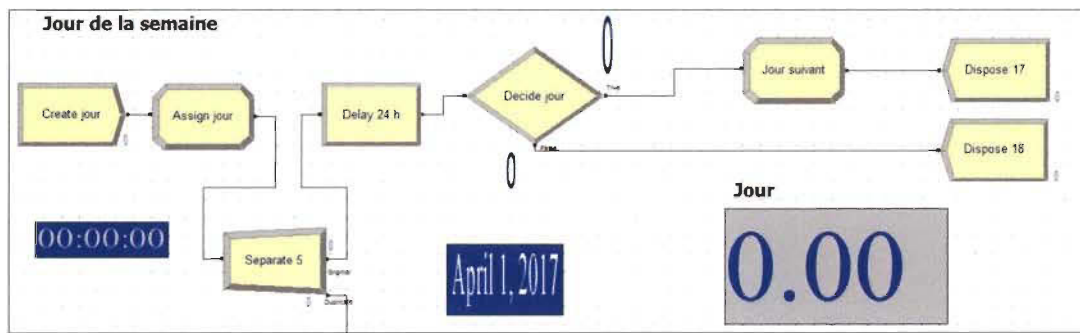 Jour de la semaine
Create jour
Assign jour
Delay 24 h
Decide jour
True
Jour suivant
Dispose 17
False
Dispose 18
Jour
00:00:00
Separate 5
Original
Duplicate
April 1, 2017
0.00